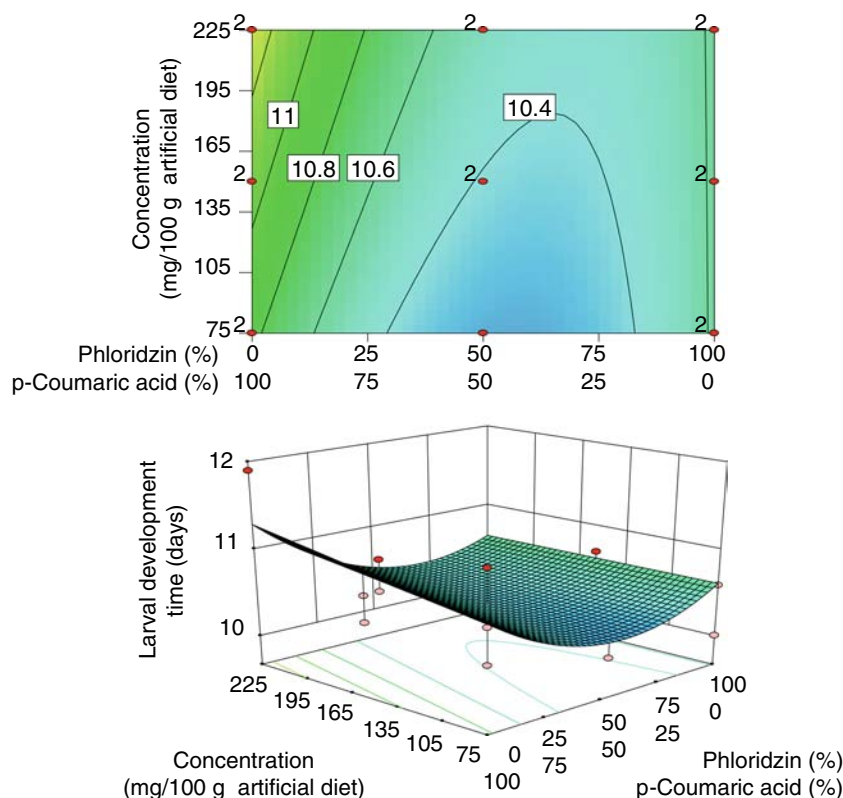 225 2 2 2
195
11
10.4
165
10.8 10.6
2 2
135
105
75 2 2
Concentration
(mg/100 g artificial diet)
Phloridzin (%) 0 25 50 75 100
p-Coumaric acid (%) 100 75 50 25 0
12
11
10
Larval development
time (days)
225 195 165 135 105 75
0 25 50 75 100
100 75 50 25 0
Concentration
(mg/100 g artificial diet)
Phloridzin (%)
p-Coumaric acid (%)